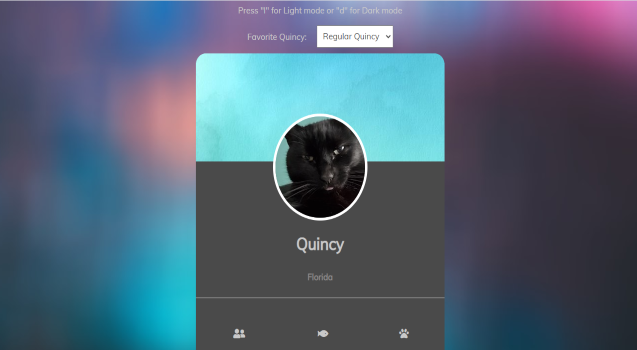 Press "l" for Light mode or "d" for Dark mode
Favorite Quincy: Regular Quincy
Quincy
Florida